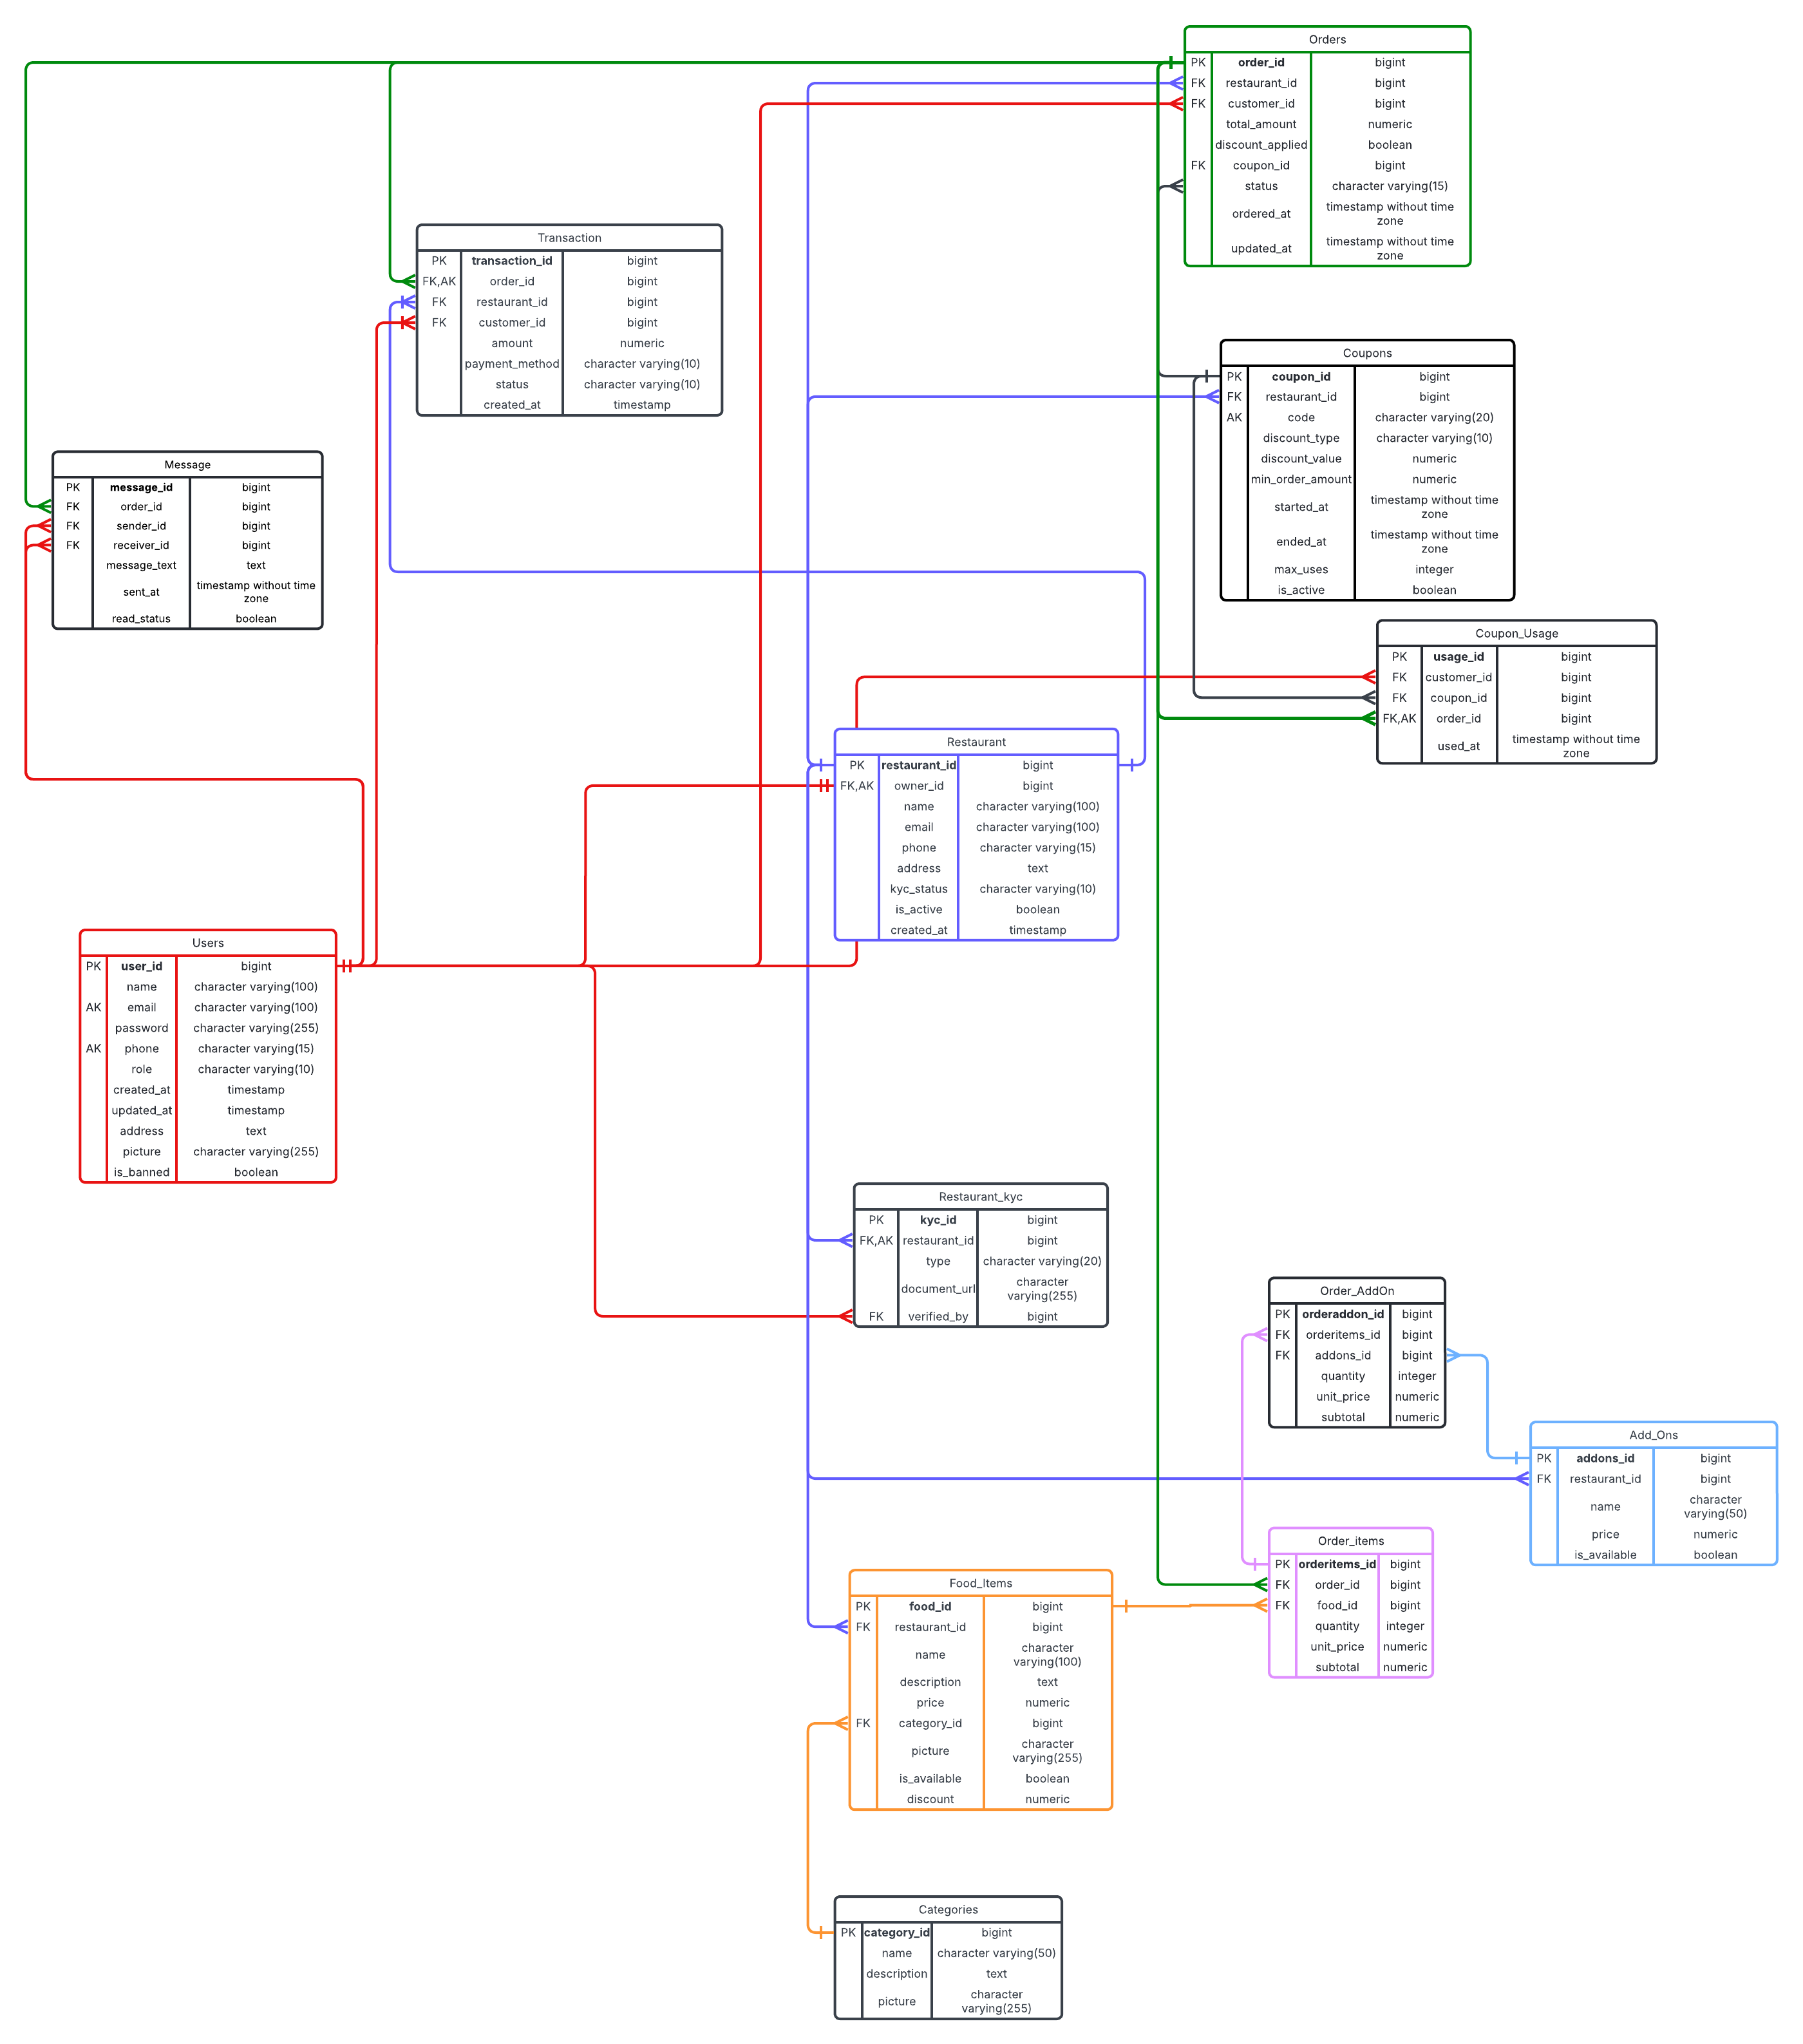 Orders
PK order_id bigint
FK restaurant_id bigint
FK customer_id bigint
total_amount numeric
discount_applied boolean
FK coupon_id bigint
status character varying(15)
ordered_at timestamp without time
zone
updated_at timestamp without time
zone
Transaction
PK transaction_id bigint
FK,AK order_id bigint
FK restaurant_id bigint
FK customer_id bigint
amount numeric
payment_method character varying(10)
status character varying(10)
created_at timestamp
Coupons
PK coupon_id bigint
FK restaurant_id bigint
AK code character varying(20)
discount_type character varying(10)
discount_value numeric
min_order_amount numeric
started_at timestamp without time
zone
ended_at timestamp without time
zone
max_uses integer
is_active boolean
Message
PK message_id bigint
FK order_id bigint
FK sender_id bigint
FK receiver_id bigint
message_text text
sent_at timestamp without time
zone
read_status boolean
Coupon_Usage
PK usage_id bigint
FK customer_id bigint
FK coupon_id bigint
FK,AK order_id bigint
used_at timestamp without time
zone
Restaurant
PK restaurant_id bigint
FK,AK owner_id bigint
name character varying(100)
email character varying(100)
phone character varying(15)
address text
kyc_status character varying(10)
is_active boolean
created_at timestamp
Users
PK user_id bigint
name character varying(100)
AK email character varying(100)
password character varying(255)
AK phone character varying(15)
role character varying(10)
created_at timestamp
updated_at timestamp
address text
picture character varying(255)
is_banned boolean
Restaurant_kyc
PK kyc_id bigint
FK,AK restaurant_id bigint
type character varying(20)
document_url character
varying(255)
FK verified_by bigint
Order_AddOn
PK orderaddon_id bigint
FK orderitems_id bigint
FK addons_id bigint
quantity integer
unit_price numeric
subtotal numeric
Add_Ons
PK addons_id bigint
FK restaurant_id bigint
name character
varying(50)
price numeric
is_available boolean
Order_items
PK orderitems_id bigint
FK order_id bigint
FK food_id bigint
quantity integer
unit_price numeric
subtotal numeric
Food_Items
PK food_id bigint
FK restaurant_id bigint
name character
varying(100)
description text
price numeric
FK category_id bigint
picture character
varying(255)
is_available boolean
discount numeric
Categories
PK category_id bigint
name character varying(50)
description text
picture character
varying(255)